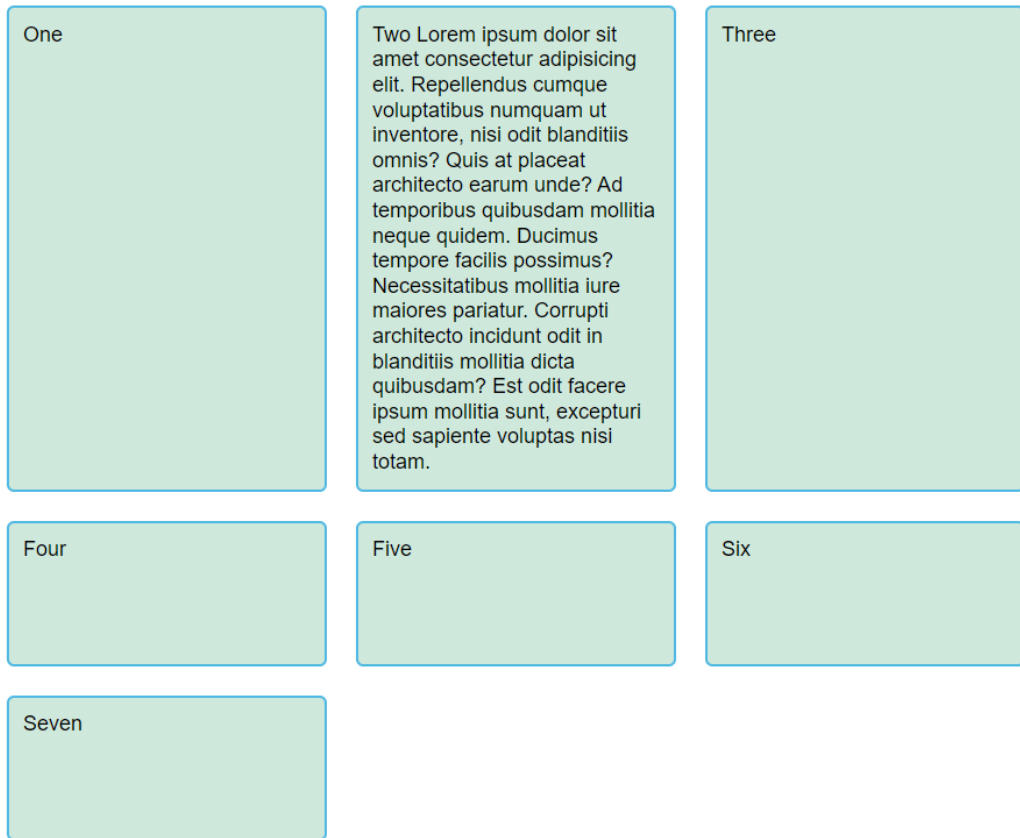 One
Two Lorem ipsum dolor sit
amet consectetur adipisicing
elit. Repellendus cumque
voluptatibus numquam ut
inventore, nisi odit blanditiis
omnis? Quis at placeat
architecto earum unde? Ad
temporibus quibusdam mollitia
neque quidem. Ducimus
tempore facilis possimus?
Necessitatibus mollitia iure
maiores pariatur. Corrupti
architecto incidunt odit in
blanditiis mollitia dicta
quibusdam? Est odit facere
ipsum mollitia sunt, excepturi
sed sapiente voluptas nisi
totam.
Three
Four
Five
Six
Seven